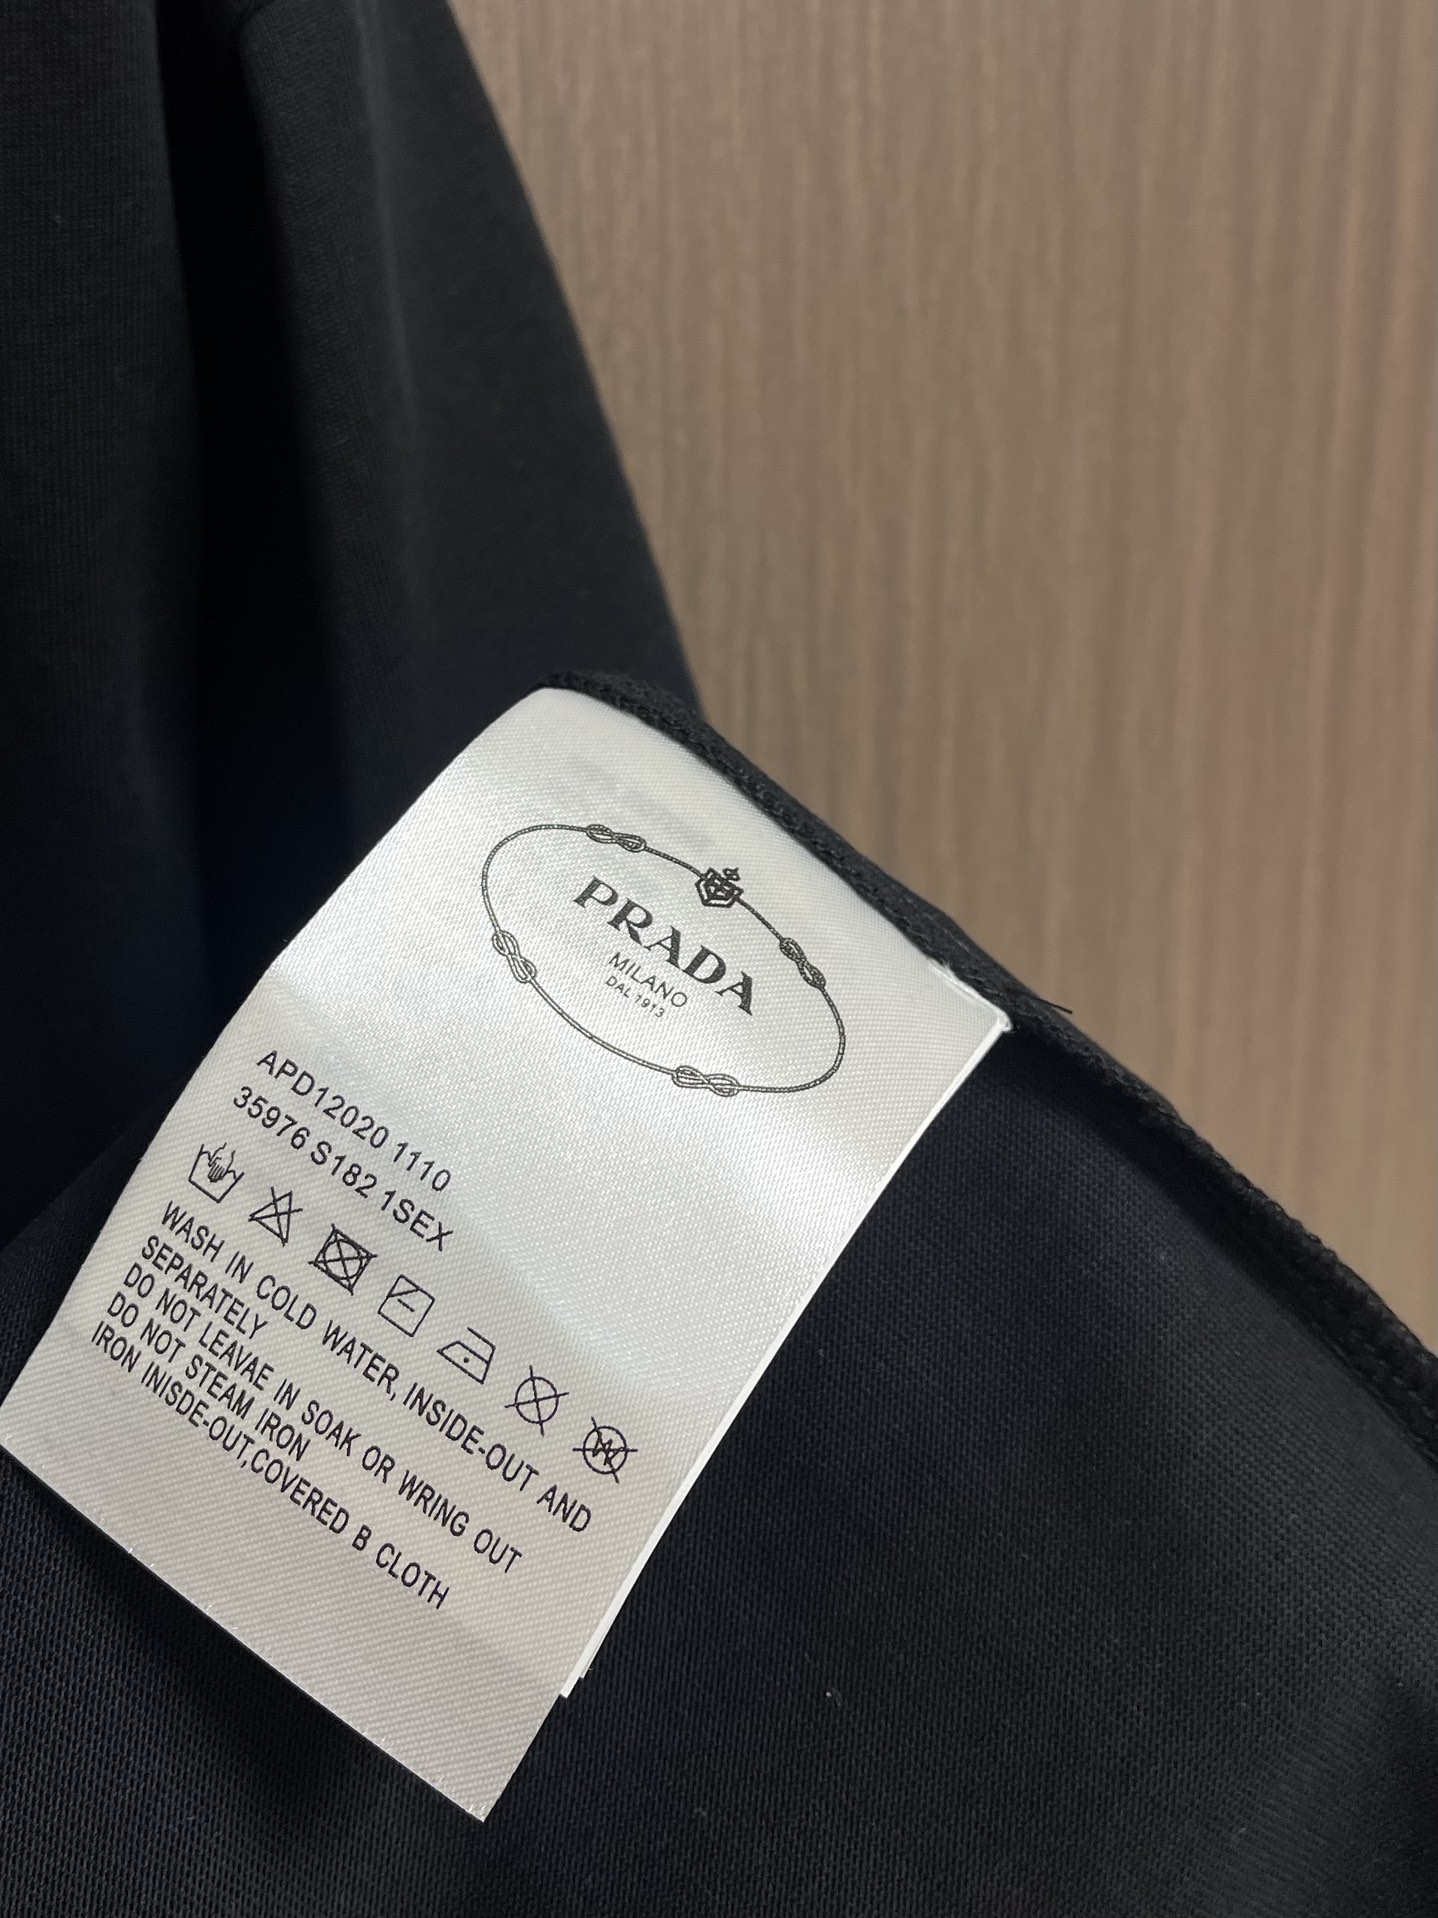 PRADA
MILANO
DAL 1913
APD12020 1110
35976 S182 1SEX
WASH IN COLD WATER, INSIDE-OUT AND
SEPARATELY
DO NOT LEAVAE IN SOAK OR WRING OUT
DO NOT STEAM IRON
IRON INISDE-OUT,COVERED B CLOTH